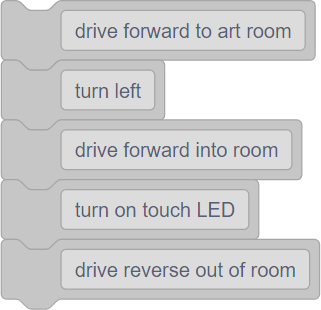 drive forward to art room
turn left
drive forward into room
turn on touch LED
drive reverse out of room